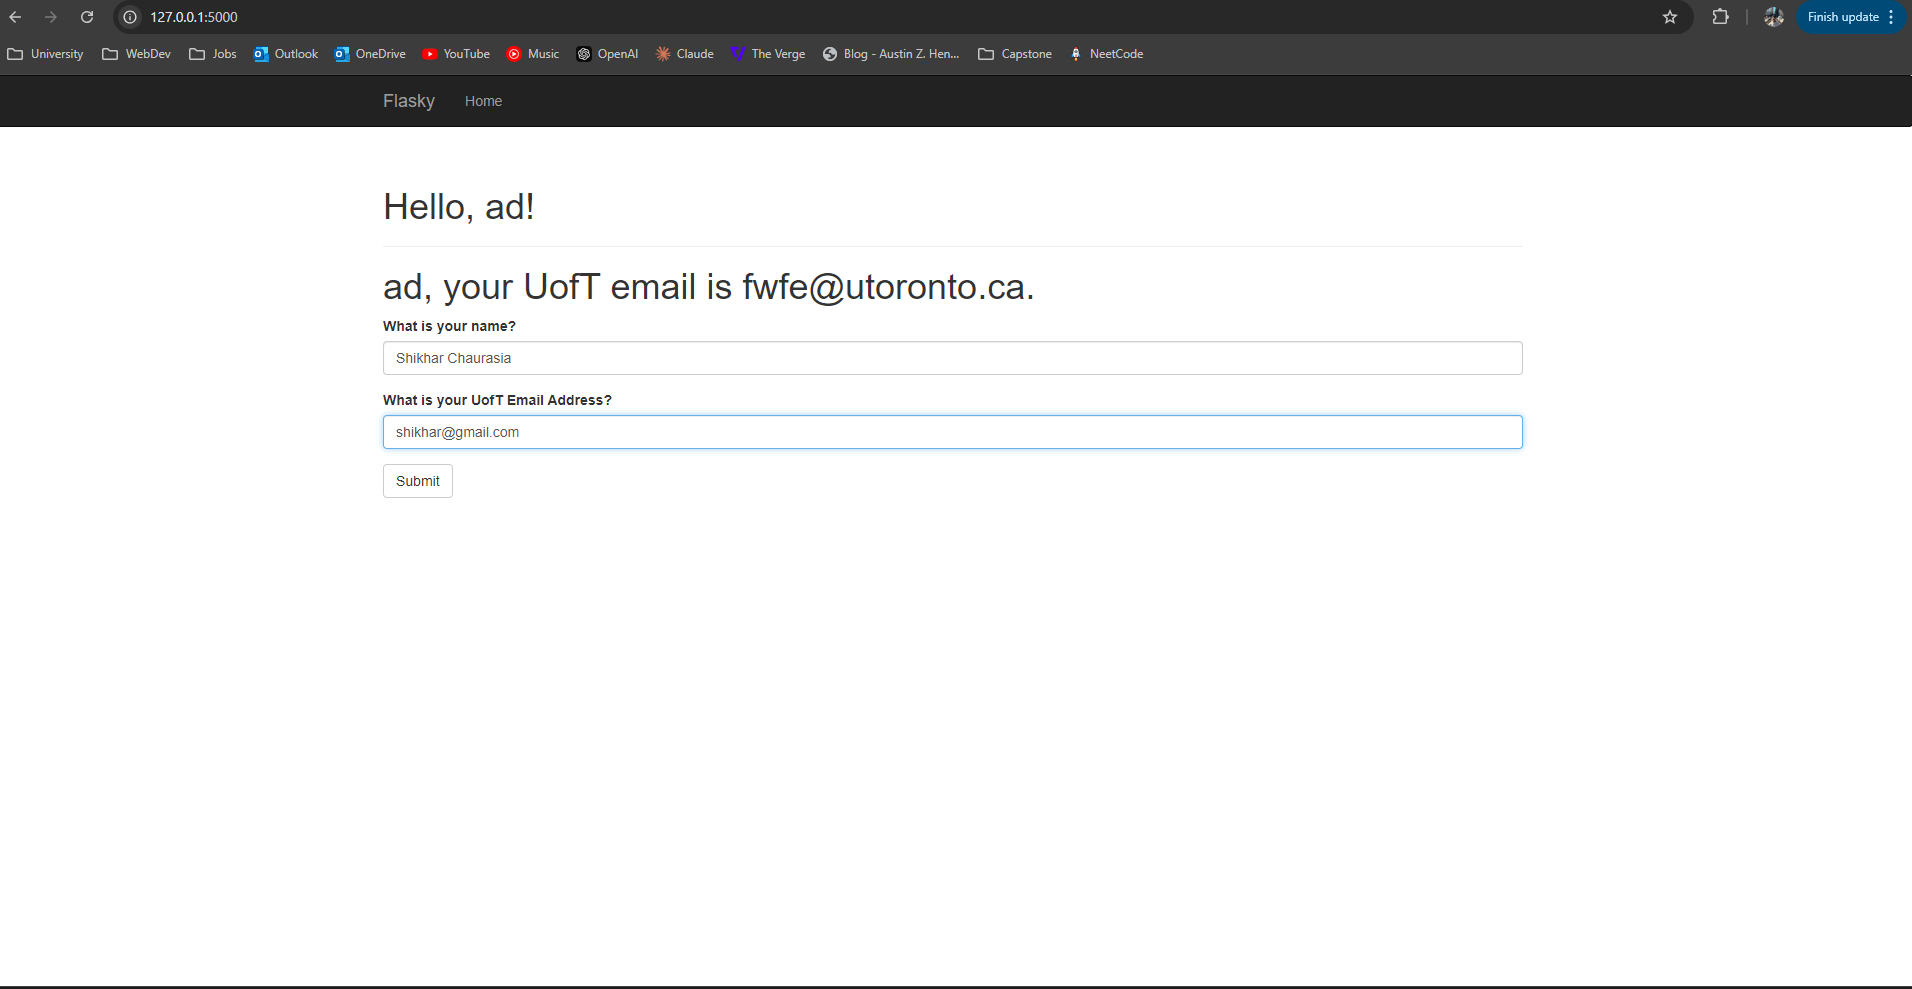 127.0.0.1:5000
Finish update
University WebDev Jobs Outlook OneDrive YouTube Music OpenAI Claude The Verge Blog - Austin Z. Hen... Capstone NeetCode
Flasky Home
Hello, ad!
ad, your UofT email is fwfe@utoronto.ca.
What is your name?
Shikhar Chaurasia
What is your UofT Email Address?
shikhar@gmail.com
Submit